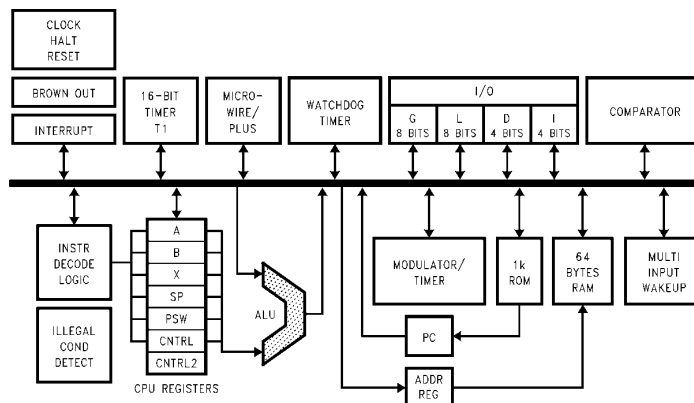 CLOCK
HALT
RESET
BROWN OUT
INTERRUPT
16-BIT
TIMER
T1
MICRO-
WIRE/
PLUS
WATCHDOG
TIMER
I/O
G
8 BITS
L
8 BITS
D
4 BITS
I
4 BITS
COMPARATOR
INSTR
DECODE
LOGIC
ILLEGAL
COND
DETECT
A
B
X
SP
PSW
CNTRL
CNTRL2
CPU REGISTERS
ALU
MODULATOR/
TIMER
1k
ROM
64
BYTES
RAM
MULTI
INPUT
WAKEUP
PC
ADDR
REG